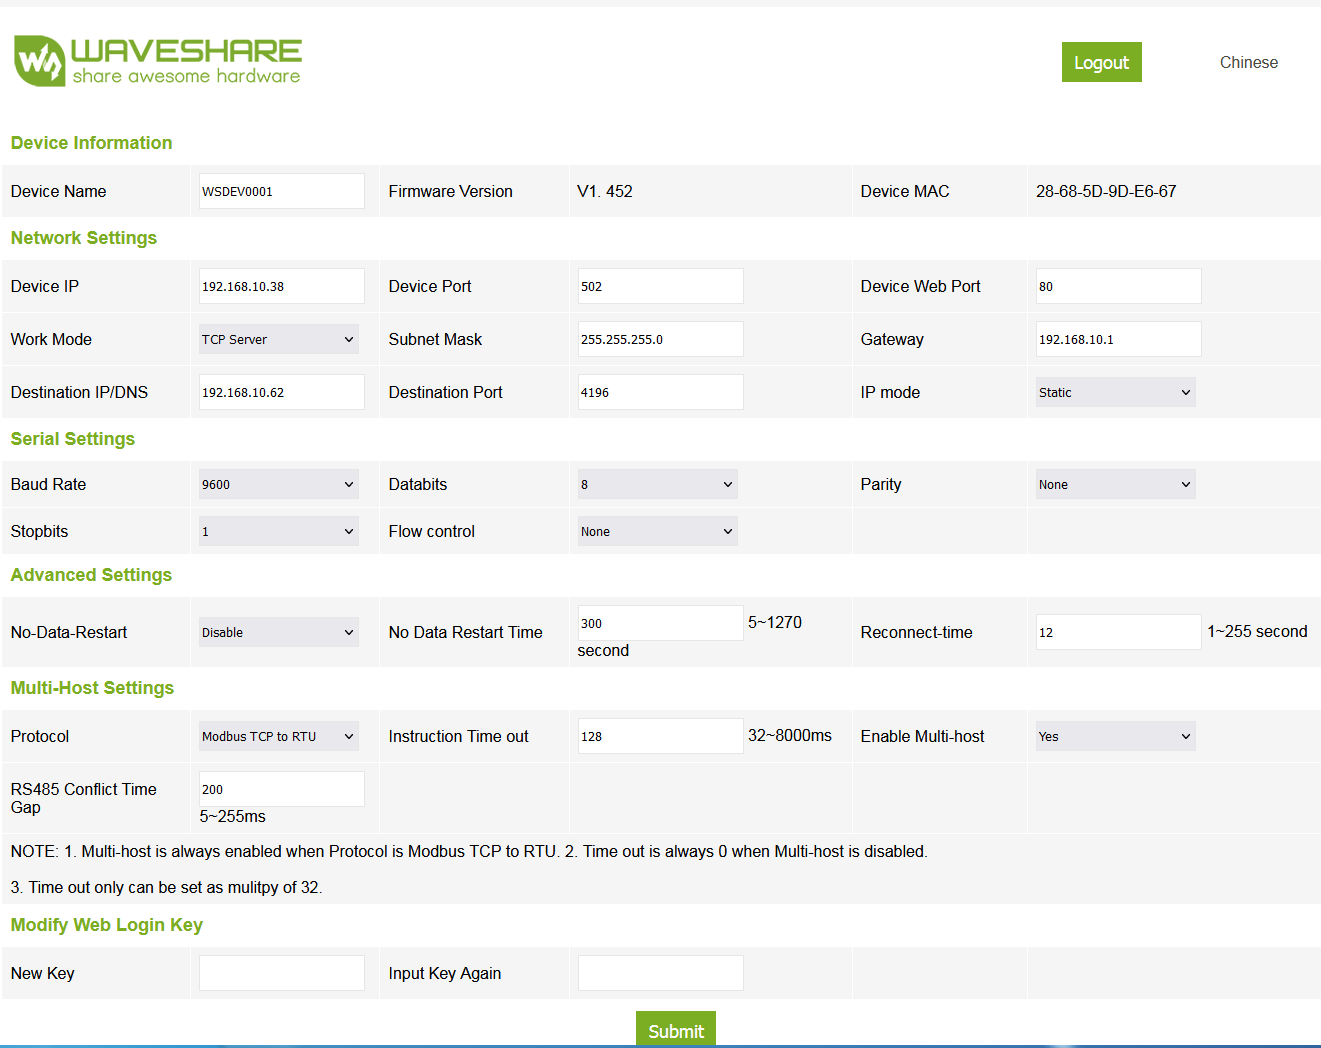 WAVESHARE
share awesome hardware
Logout
Chinese
Device Information
Device Name WSDEV0001 Firmware Version V1. 452 Device MAC 28-68-5D-9D-E6-67
Network Settings
Device IP 192.168.10.38 Device Port 502 Device Web Port 80
Work Mode TCP Server Subnet Mask 255.255.255.0 Gateway 192.168.10.1
Destination IP/DNS 192.168.10.62 Destination Port 4196 IP mode Static
Serial Settings
Baud Rate 9600 Databits 8 Parity None
Stopbits 1 Flow control None
Advanced Settings
No-Data-Restart Disable No Data Restart Time 300 5~1270 second Reconnect-time 12 1~255 second
Multi-Host Settings
Protocol Modbus TCP to RTU Instruction Time out 128 32~8000ms Enable Multi-host Yes
RS485 Conflict Time Gap 200 5~255ms
NOTE: 1. Multi-host is always enabled when Protocol is Modbus TCP to RTU. 2. Time out is always 0 when Multi-host is disabled.
3. Time out only can be set as mulitpy of 32.
Modify Web Login Key
New Key Input Key Again
Submit